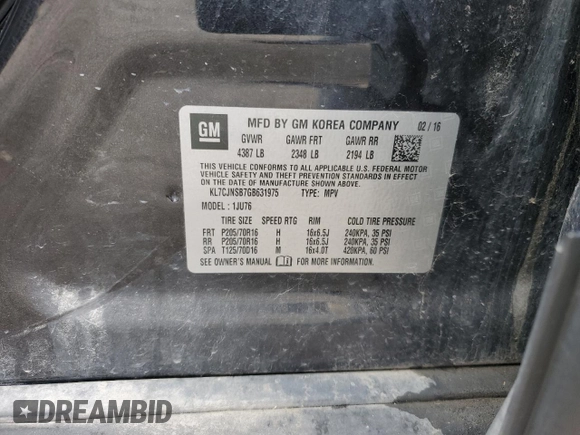 GM
MFD BY GM KOREA COMPANY 02 / 16
GVWR GAWR FRT GAWR RR
4387 LB 2348 LB 2194 LB
THIS VEHICLE CONFORMS TO ALL APPLICABLE U.S. FEDERAL MOTOR
VEHICLE SAFETY AND THEFT PREVENTION STANDARDS IN EFFECT
ON THE DATE OF MANUFACTURE SHOWN ABOVE.
KL7CJNSB7GB631975 TYPE: MPV
MODEL : 1JU76
TIRE SIZE SPEED RTG RIM COLD TIRE PRESSURE
FRT P205/70R16 H 16x6.5J 240KPA, 35 PSI
RR P205/70R16 H 16x6.5J 240KPA, 35 PSI
SPA T125/70D16 M 16x4.0T 420KPA, 60 PSI
SEE OWNER'S MANUAL FOR MORE INFORMATION.
DREAMBID